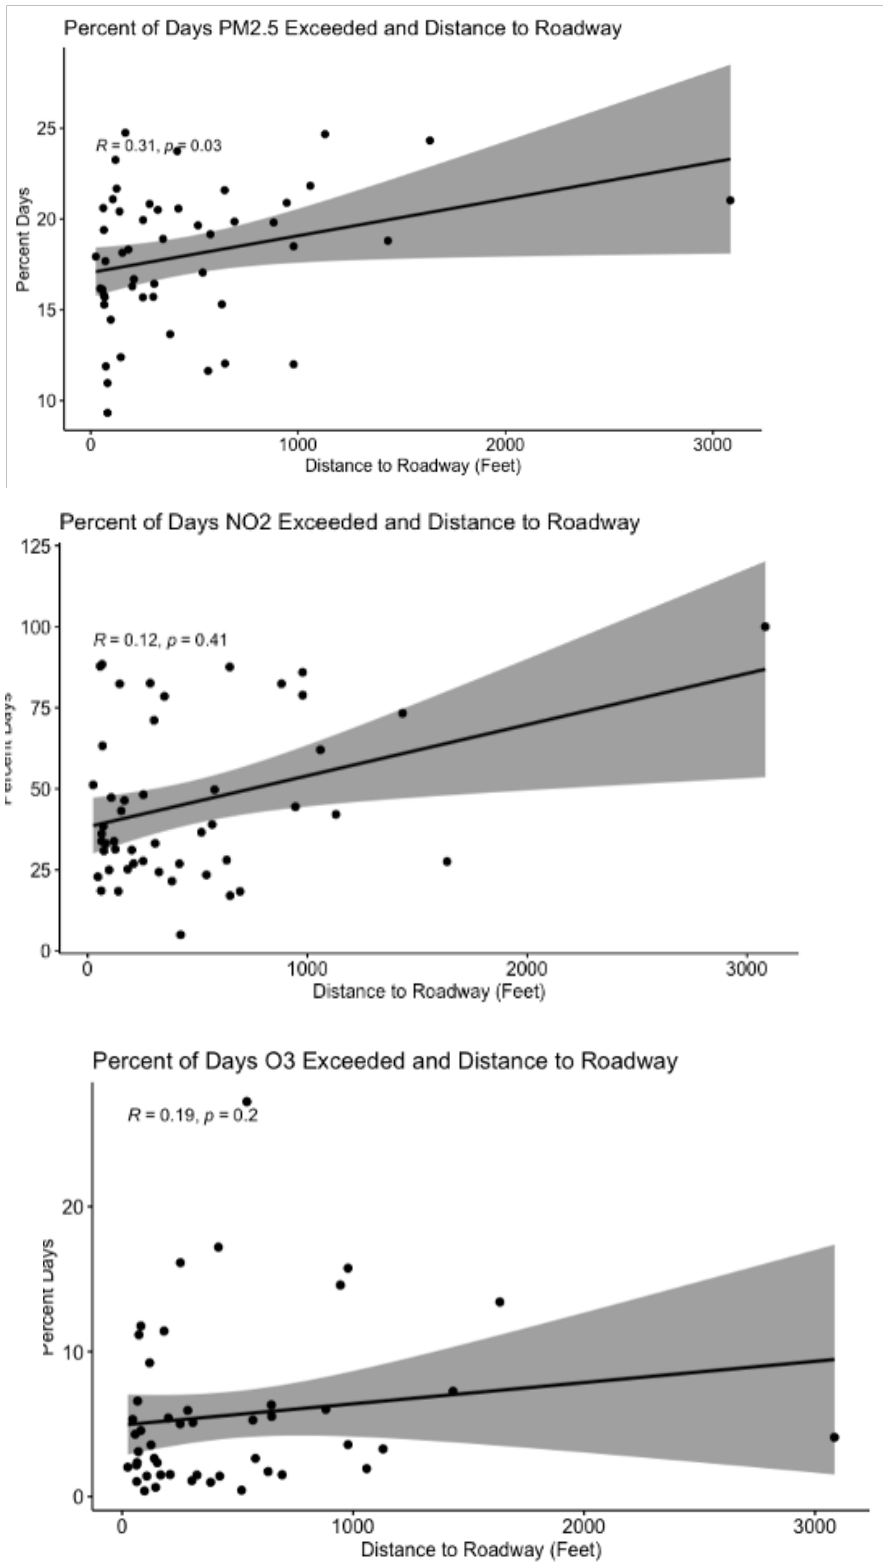 Percent of Days PM2.5 Exceeded and Distance to Roadway
R = 0.31, p = 0.03
25
20
15
10
Percent Days
0 1000 2000 3000
Distance to Roadway (Feet)
Percent of Days NO2 Exceeded and Distance to Roadway
R = 0.12, p = 0.41
125
100
75
50
25
0
Percent Days
0 1000 2000 3000
Distance to Roadway (Feet)
Percent of Days O3 Exceeded and Distance to Roadway
R = 0.19, p = 0.2
20
10
0
Percent Days
0 1000 2000 3000
Distance to Roadway (Feet)